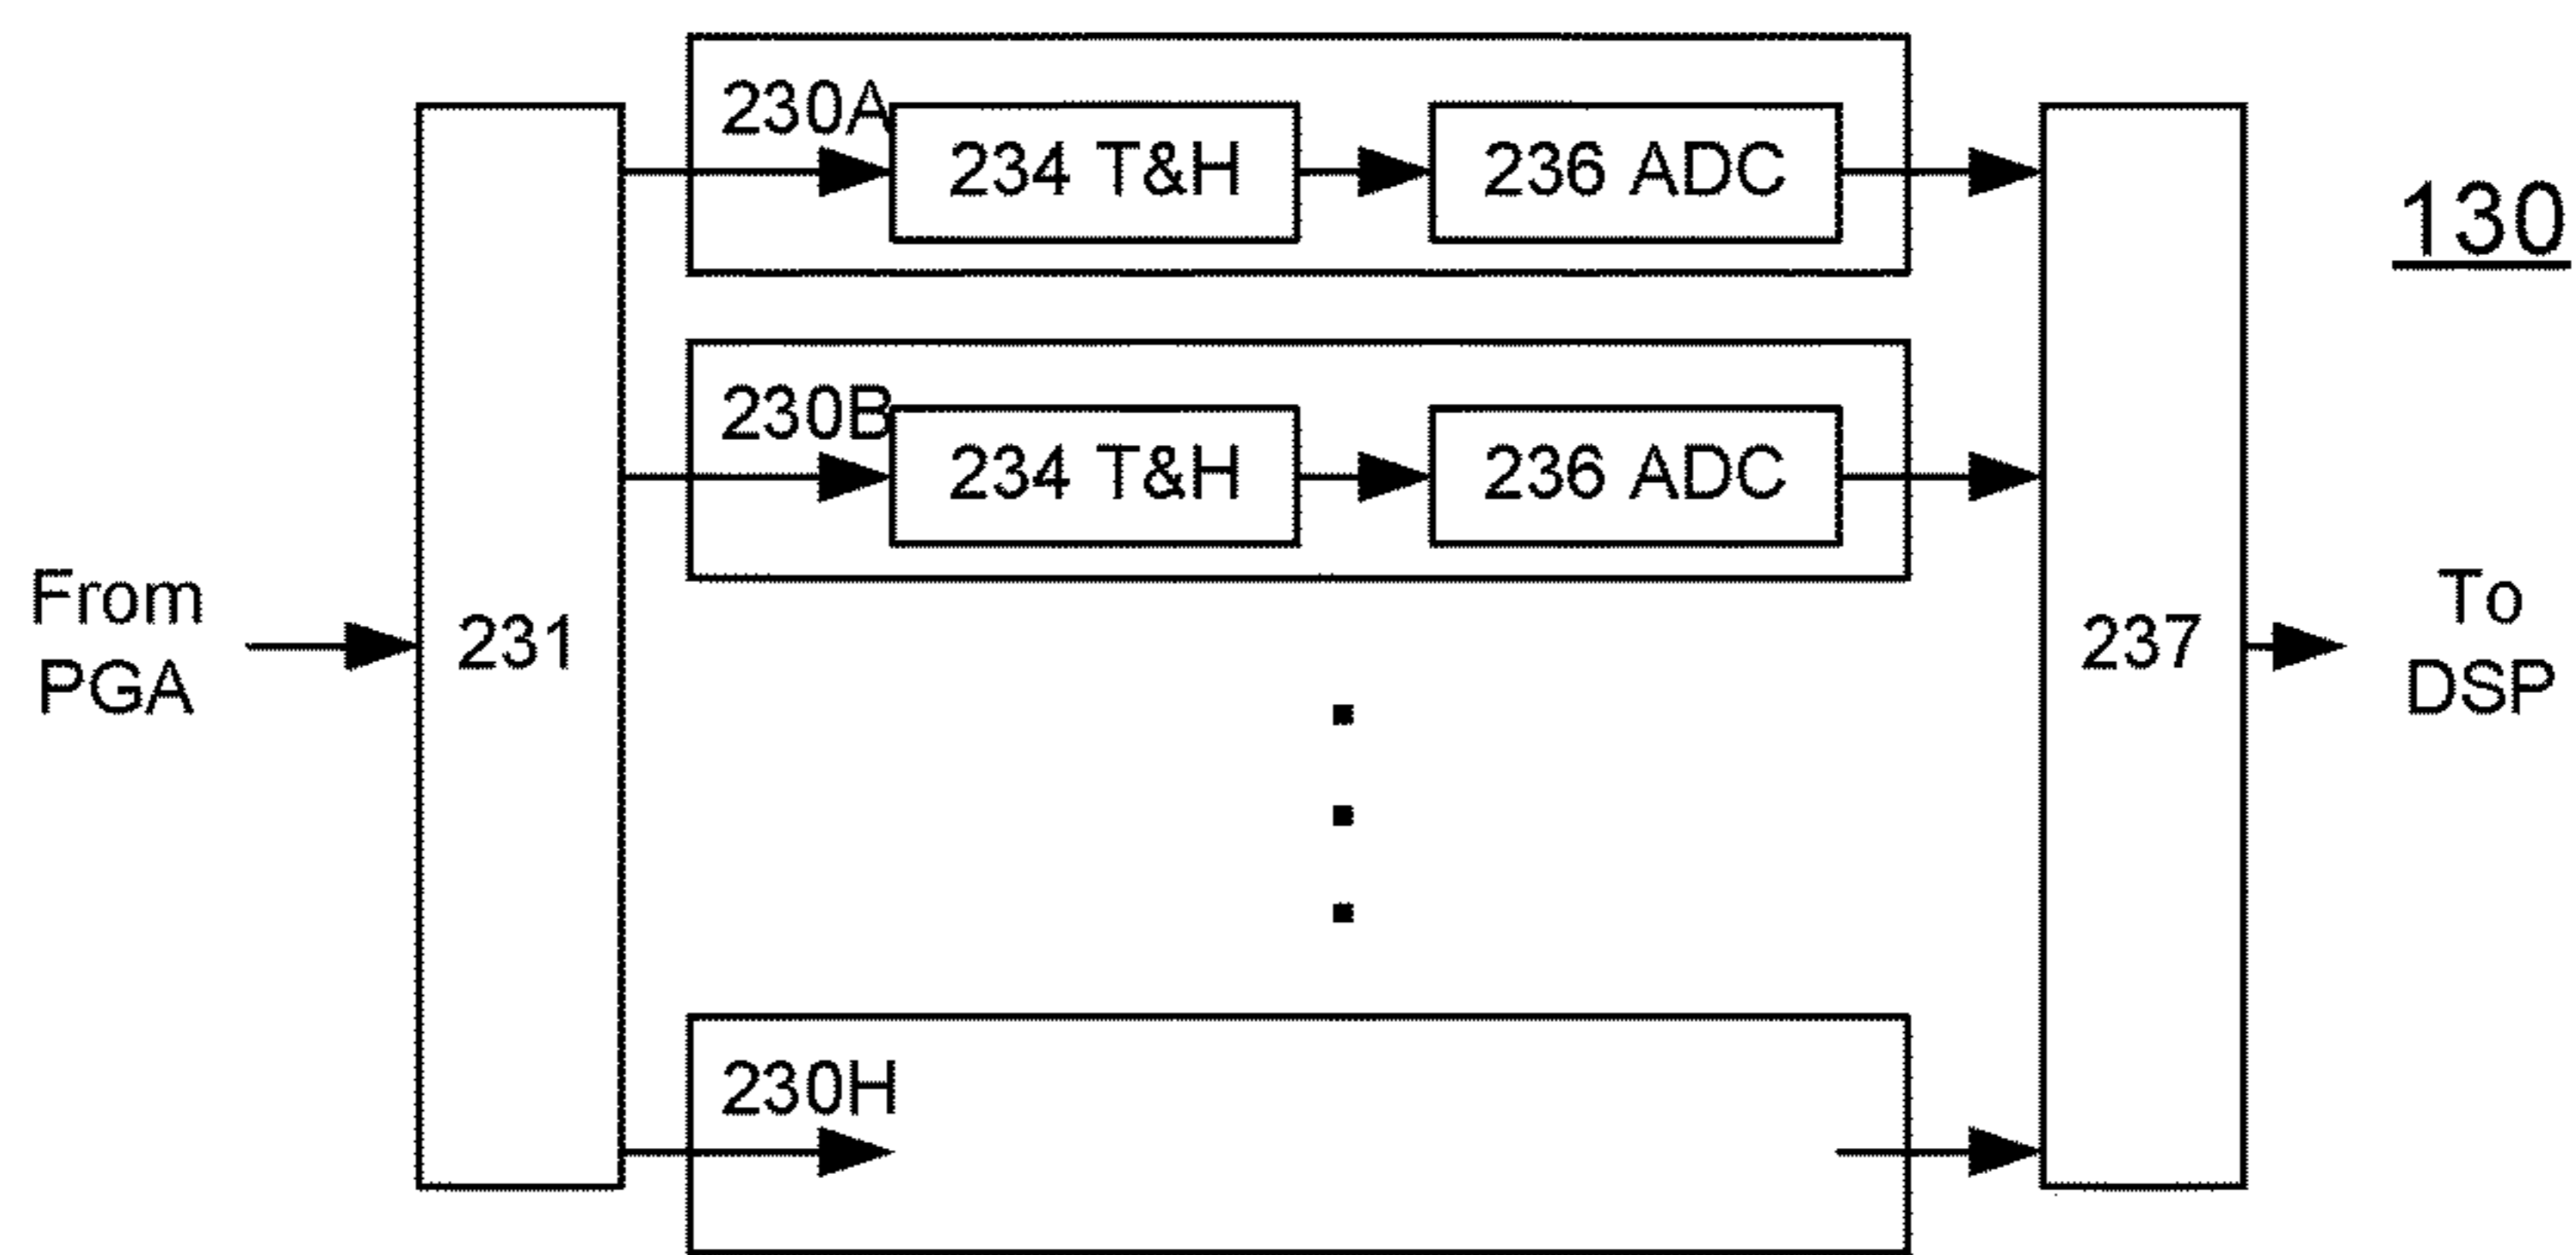 230A
234 T&H
236 ADC
130
230B
234 T&H
236 ADC
From
PGA
231
237
To
DSP
230H